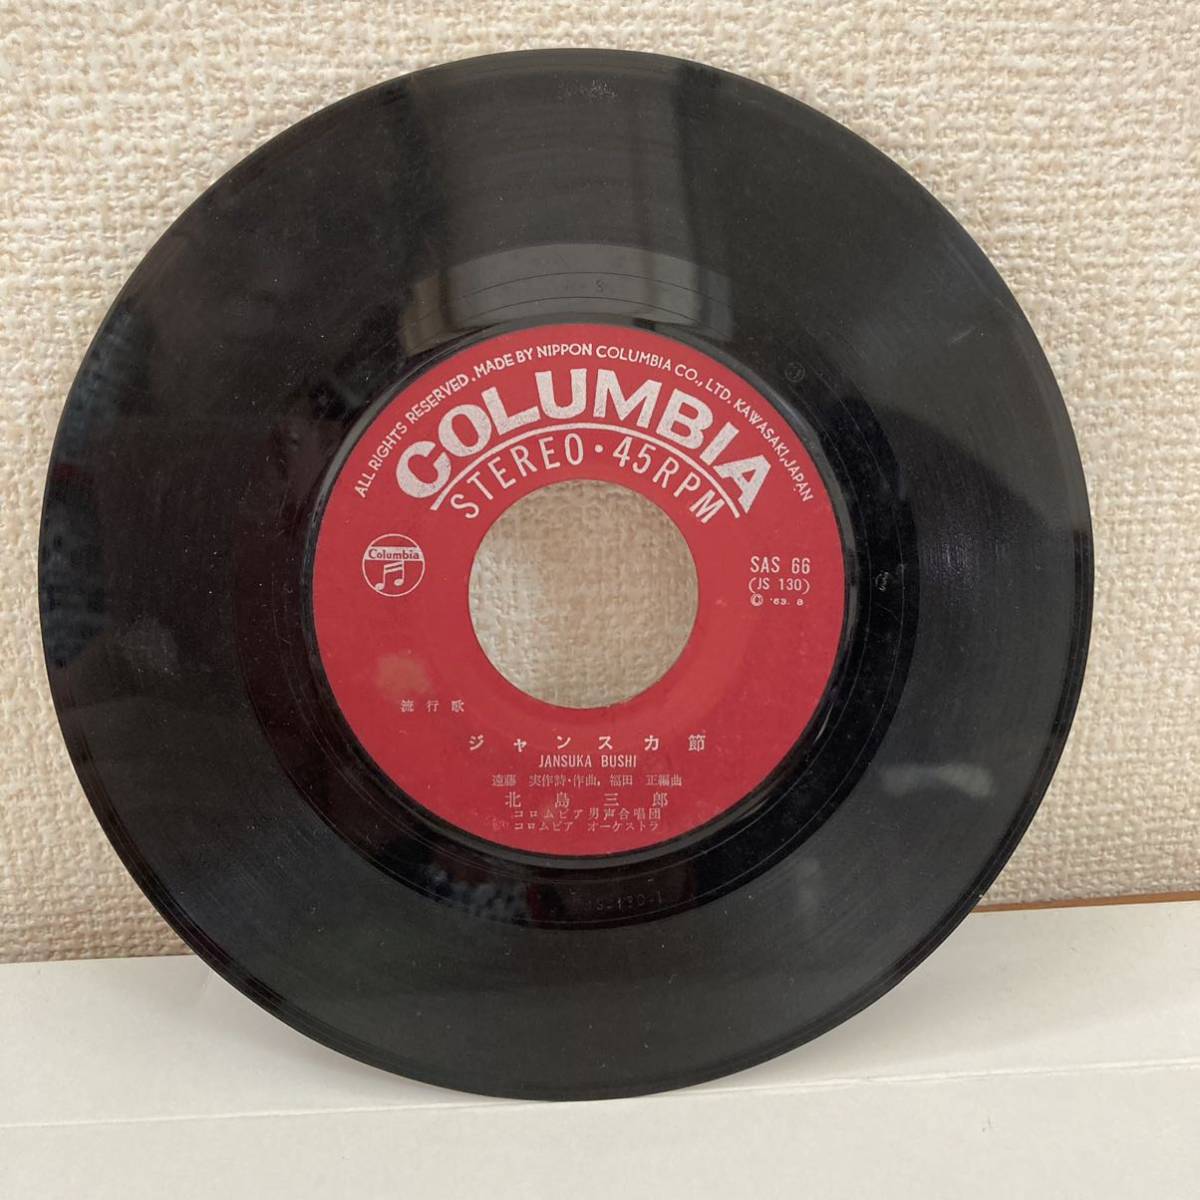 ALL RIGHTS RESERVED, MADE BY NIPPON COLUMBIA CO., LTD. KAWASAKI, JAPAN
COLUMBIA
STEREO・45RPM
Columbia
SAS 66
(JS 130)
© '63. 8
流行歌
ジャンスカ節
JANSUKA BUSHI
遠藤 実作詩・作曲, 福田 正編曲
北島三郎
コロムビア男声合唱団
コロムビア オーケストラ